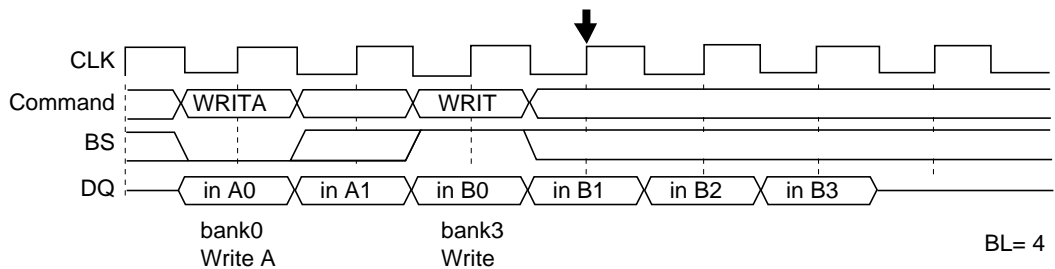 CLK
Command WRITA WRIT
BS
DQ in A0 in A1 in B0 in B1 in B2 in B3
bank0 bank3
Write A Write BL= 4